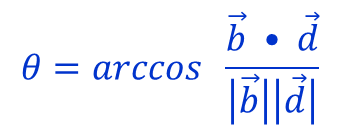 θ = arccos (b⃗ • d⃗) / (|b⃗||d⃗|)